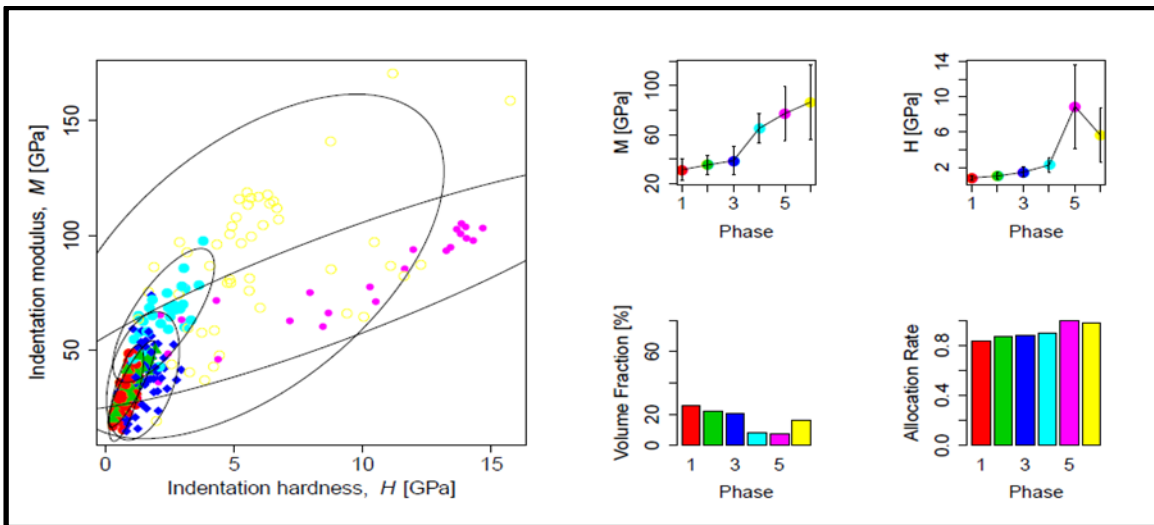 Indentation modulus, M [GPa]
150
100
50
0 5 10 15
Indentation hardness, H [GPa]
M [GPa]
100
60
20
1 3 5
Phase
H [GPa]
14
10
6
2
1 3 5
Phase
Volume Fraction [%]
60
20
0
1 3 5
Phase
Allocation Rate
0.8
0.4
0.0
1 3 5
Phase